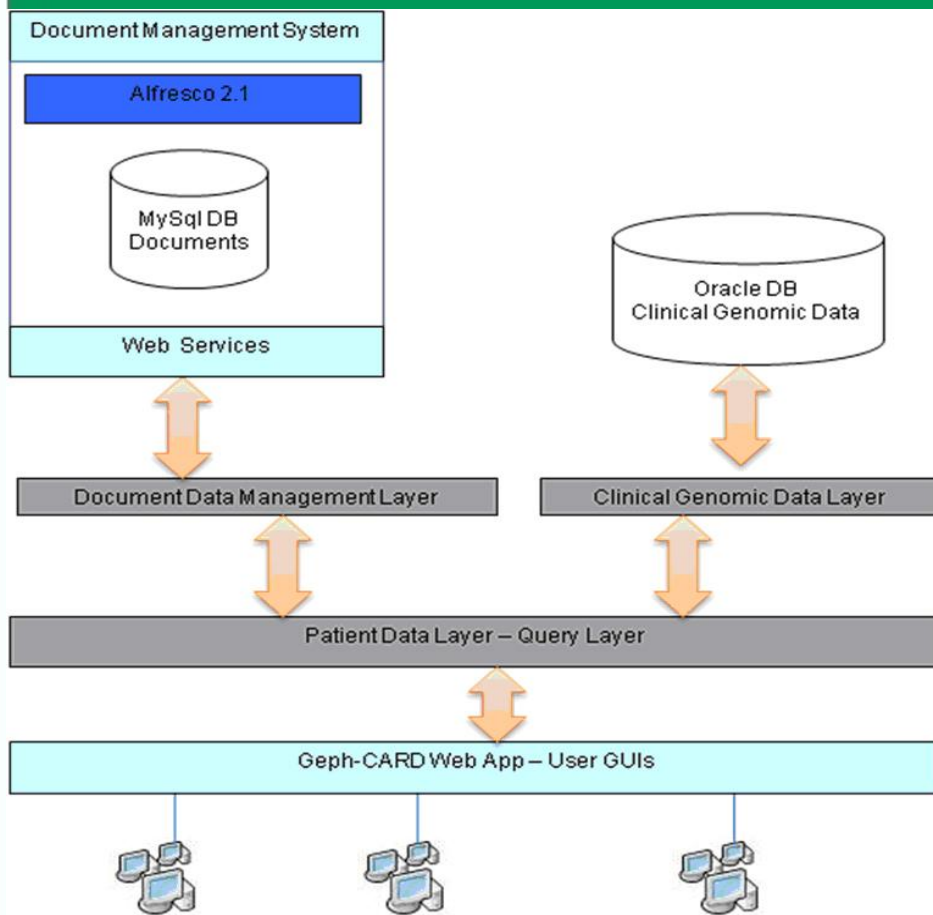 Document Management System
Alfresco 2.1
MySql DB
Documents
Oracle DB
Clinical Genomic Data
Web Services
Document Data Management Layer
Clinical Genomic Data Layer
Patient Data Layer – Query Layer
Geph-CARD Web App – User GUIs